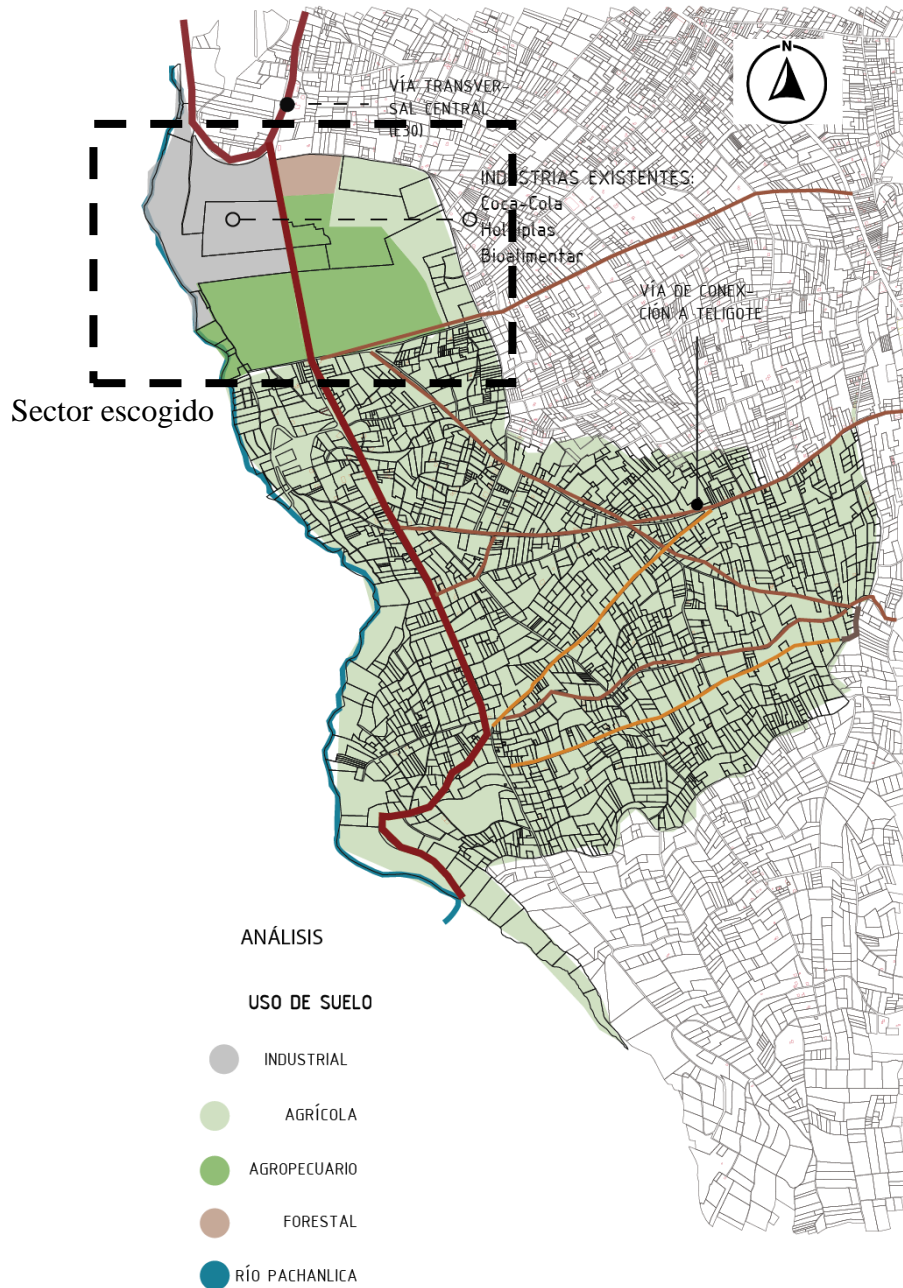 N
VÍA TRANSVER-
SAL CENTRAL
(E30)
INDUSTRIAS EXISTENTES:
Coca-Cola
Holviplas
Bioalimentar
VÍA DE CONEX-
CIÓN A TELIGOTE
Sector escogido
ANÁLISIS
USO DE SUELO
INDUSTRIAL
AGRÍCOLA
AGROPECUARIO
FORESTAL
RÍO PACHANLICA